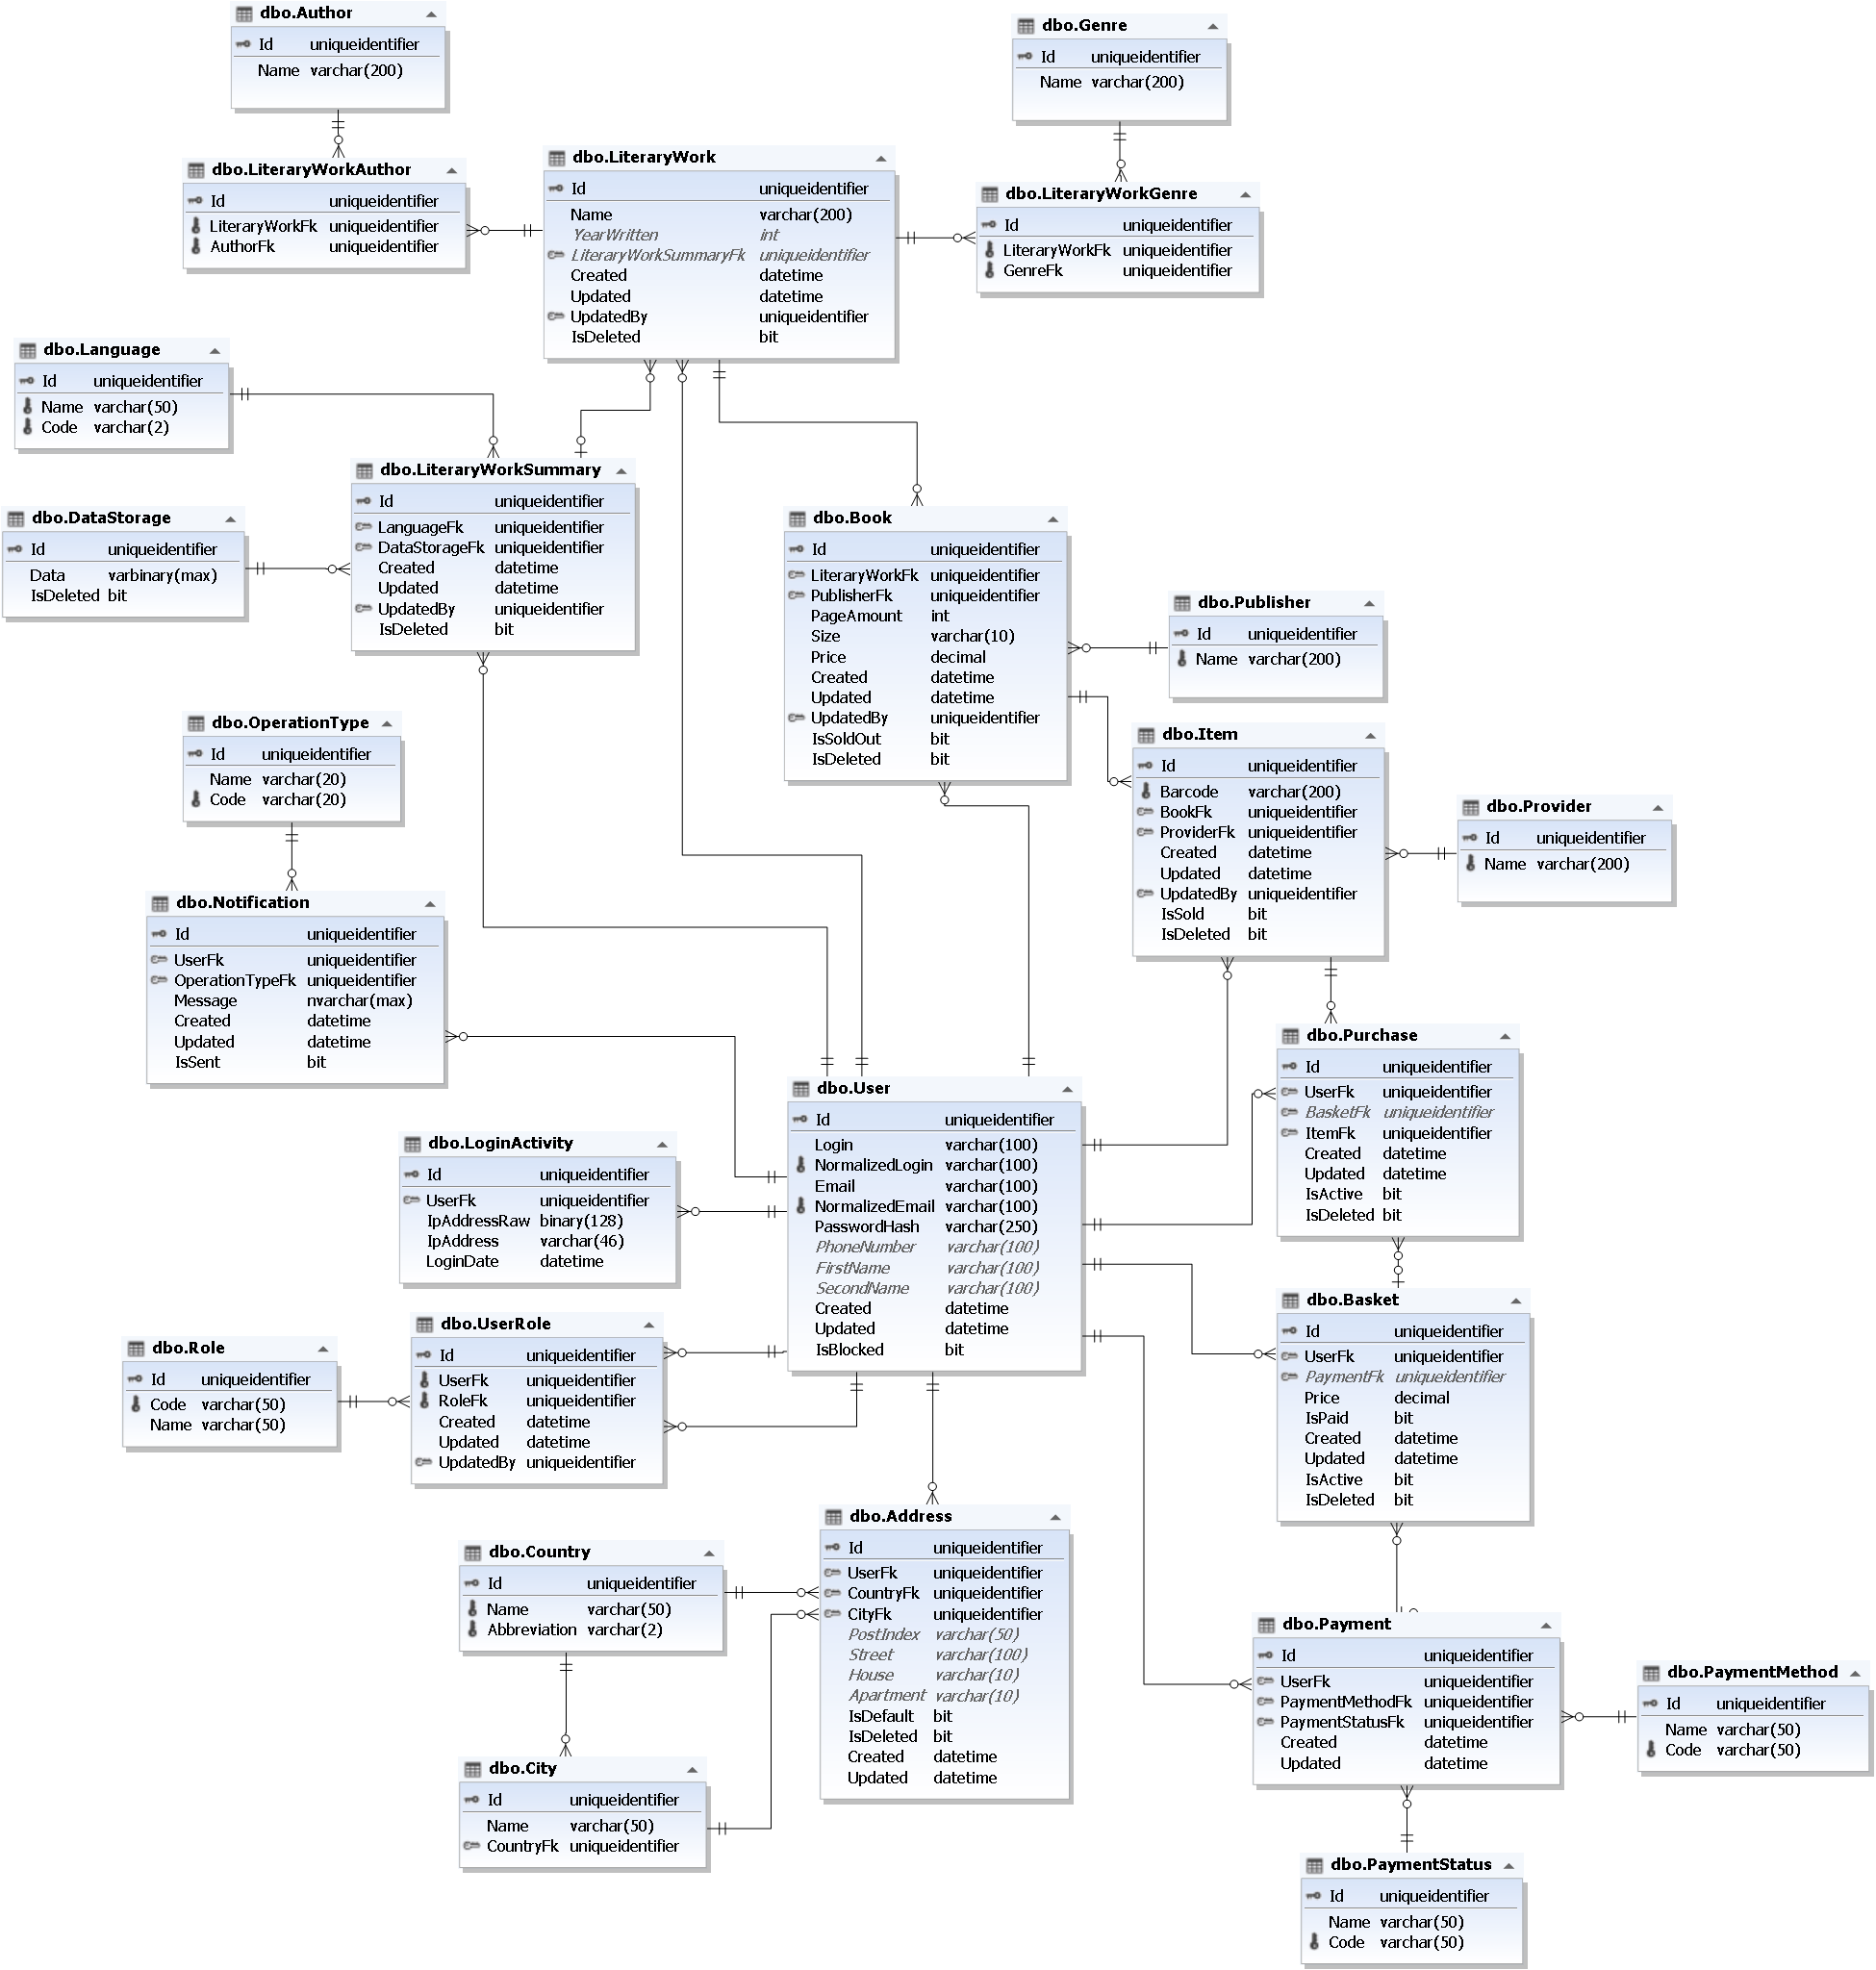 dbo.Author
Id uniqueidentifier
Name varchar(200)
dbo.Genre
Id uniqueidentifier
Name varchar(200)
dbo.LiteraryWorkAuthor
Id uniqueidentifier
LiteraryWorkFk uniqueidentifier
AuthorFk uniqueidentifier
dbo.LiteraryWork
Id uniqueidentifier
Name varchar(200)
YearWritten int
LiteraryWorkSummaryFk uniqueidentifier
Created datetime
Updated datetime
UpdatedBy uniqueidentifier
IsDeleted bit
dbo.LiteraryWorkGenre
Id uniqueidentifier
LiteraryWorkFk uniqueidentifier
GenreFk uniqueidentifier
dbo.Language
Id uniqueidentifier
Name varchar(50)
Code varchar(2)
dbo.LiteraryWorkSummary
Id uniqueidentifier
LanguageFk uniqueidentifier
DataStorageFk uniqueidentifier
Created datetime
Updated datetime
UpdatedBy uniqueidentifier
IsDeleted bit
dbo.DataStorage
Id uniqueidentifier
Data varbinary(max)
IsDeleted bit
dbo.Book
Id uniqueidentifier
LiteraryWorkFk uniqueidentifier
PublisherFk uniqueidentifier
PageAmount int
Size varchar(10)
Price decimal
Created datetime
Updated datetime
UpdatedBy uniqueidentifier
IsSoldOut bit
IsDeleted bit
dbo.Publisher
Id uniqueidentifier
Name varchar(200)
dbo.OperationType
Id uniqueidentifier
Name varchar(20)
Code varchar(20)
dbo.Item
Id uniqueidentifier
Barcode varchar(200)
BookFk uniqueidentifier
ProviderFk uniqueidentifier
Created datetime
Updated datetime
UpdatedBy uniqueidentifier
IsSold bit
IsDeleted bit
dbo.Provider
Id uniqueidentifier
Name varchar(200)
dbo.Notification
Id uniqueidentifier
UserFk uniqueidentifier
OperationTypeFk uniqueidentifier
Message nvarchar(max)
Created datetime
Updated datetime
IsSent bit
dbo.Purchase
Id uniqueidentifier
UserFk uniqueidentifier
BasketFk uniqueidentifier
ItemFk uniqueidentifier
Created datetime
Updated datetime
IsActive bit
IsDeleted bit
dbo.User
Id uniqueidentifier
Login varchar(100)
NormalizedLogin varchar(100)
Email varchar(100)
NormalizedEmail varchar(100)
PasswordHash varchar(250)
PhoneNumber varchar(100)
FirstName varchar(100)
SecondName varchar(100)
Created datetime
Updated datetime
IsBlocked bit
dbo.LoginActivity
Id uniqueidentifier
UserFk uniqueidentifier
IpAddressRaw binary(128)
IpAddress varchar(46)
LoginDate datetime
dbo.Basket
Id uniqueidentifier
UserFk uniqueidentifier
PaymentFk uniqueidentifier
Price decimal
IsPaid bit
Created datetime
Updated datetime
IsActive bit
IsDeleted bit
dbo.UserRole
Id uniqueidentifier
UserFk uniqueidentifier
RoleFk uniqueidentifier
Created datetime
Updated datetime
UpdatedBy uniqueidentifier
dbo.Role
Id uniqueidentifier
Code varchar(50)
Name varchar(50)
dbo.Address
Id uniqueidentifier
UserFk uniqueidentifier
CountryFk uniqueidentifier
CityFk uniqueidentifier
PostIndex varchar(50)
Street varchar(100)
House varchar(10)
Apartment varchar(10)
IsDefault bit
IsDeleted bit
Created datetime
Updated datetime
dbo.Country
Id uniqueidentifier
Name varchar(50)
Abbreviation varchar(2)
dbo.Payment
Id uniqueidentifier
UserFk uniqueidentifier
PaymentMethodFk uniqueidentifier
PaymentStatusFk uniqueidentifier
Created datetime
Updated datetime
dbo.PaymentMethod
Id uniqueidentifier
Name varchar(50)
Code varchar(50)
dbo.City
Id uniqueidentifier
Name varchar(50)
CountryFk uniqueidentifier
dbo.PaymentStatus
Id uniqueidentifier
Name varchar(50)
Code varchar(50)